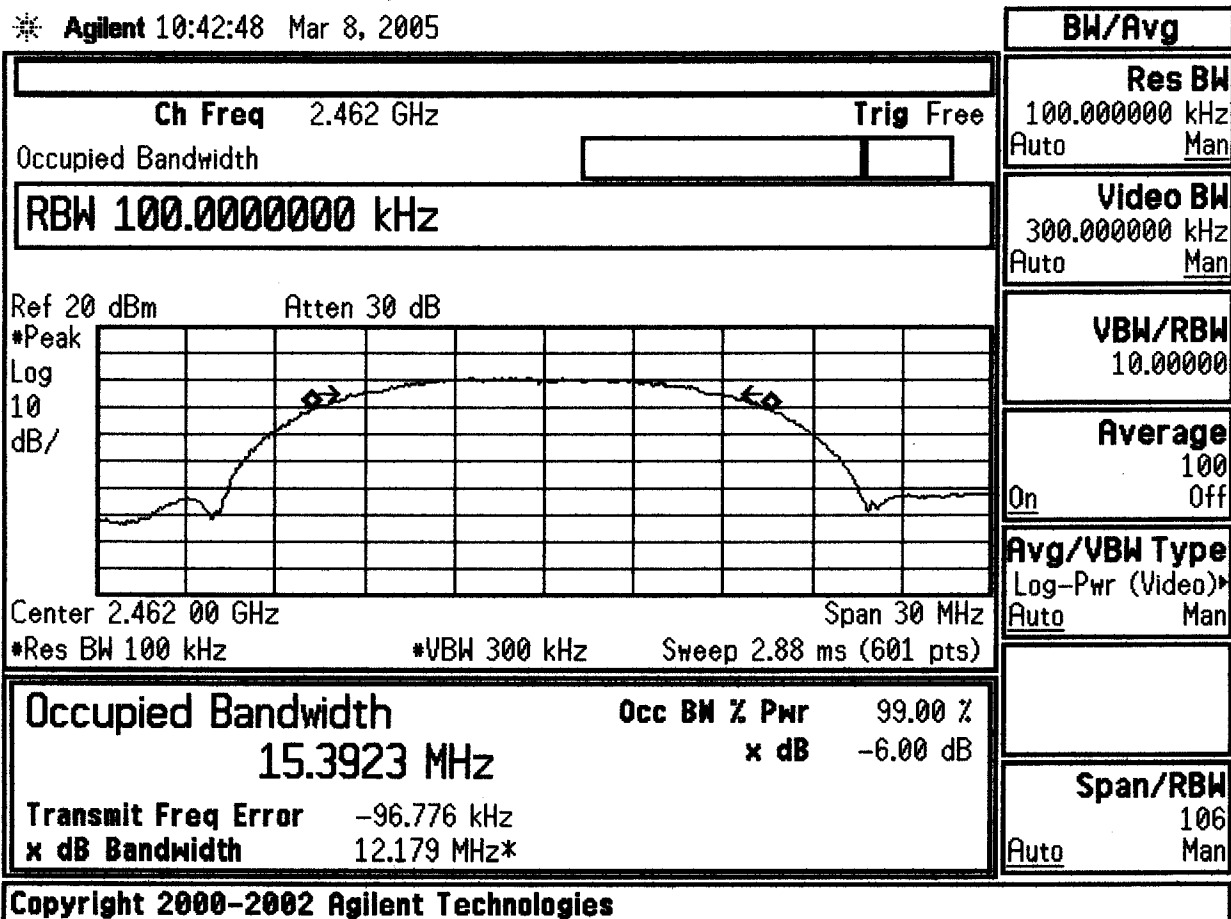 Agilent 10:42:48 Mar 8, 2005
Ch Freq 2.462 GHz Trig Free
Occupied Bandwidth
RBW 100.0000000 kHz
Ref 20 dBm Atten 30 dB
*Peak
Log
10
dB/
Center 2.462 00 GHz Span 30 MHz
*Res BW 100 kHz *VBW 300 kHz Sweep 2.88 ms (601 pts)
Occupied Bandwidth
15.3923 MHz
Occ BW % Pwr 99.00 %
x dB -6.00 dB
Transmit Freq Error -96.776 kHz
x dB Bandwidth 12.179 MHz*
BW/Avg
Res BW
100.000000 kHz
Auto Man
Video BW
300.000000 kHz
Auto Man
VBW/RBW
10.00000
Average
100
On Off
Avg/VBW Type
Log-Pwr (Video)
Auto Man
Span/RBW
106
Auto Man
Copyright 2000-2002 Agilent Technologies